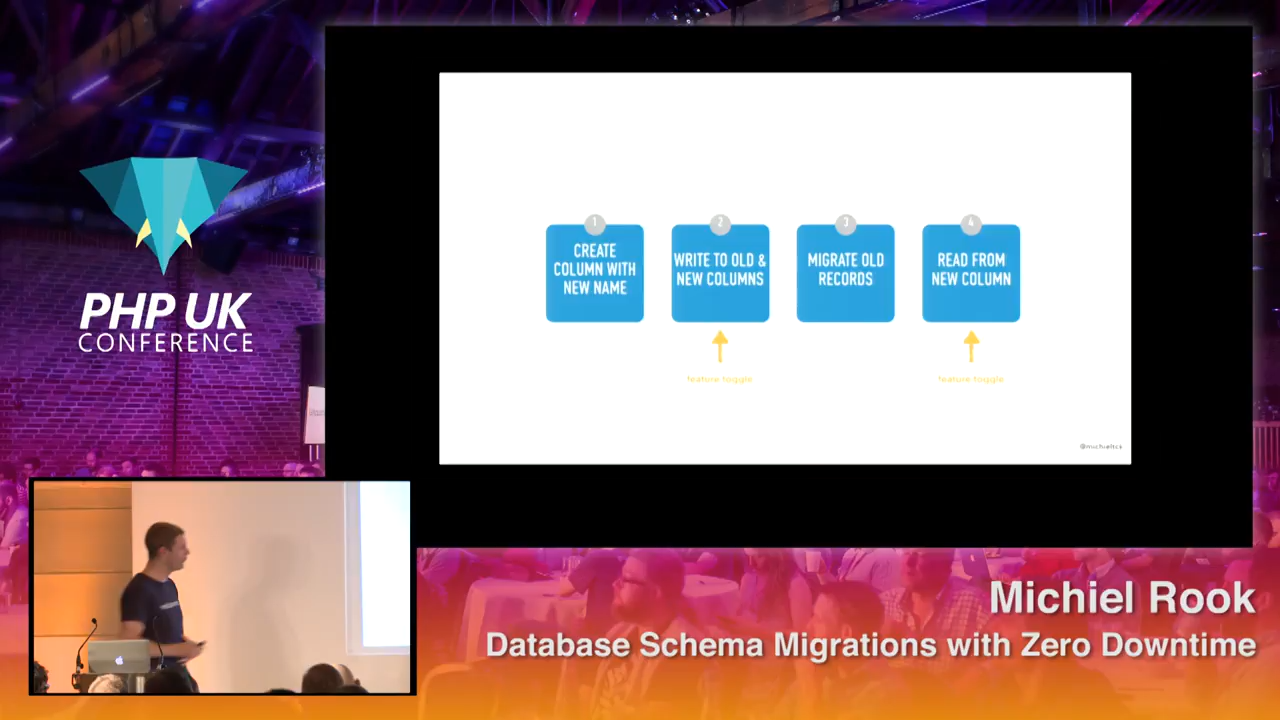 PHP UK
CONFERENCE
1
CREATE
COLUMN WITH
NEW NAME
2
WRITE TO OLD &
NEW COLUMNS
3
MIGRATE OLD
RECORDS
4
READ FROM
NEW COLUMN
feature toggle
feature toggle
@michieltcs
Michiel Rook
Database Schema Migrations with Zero Downtime